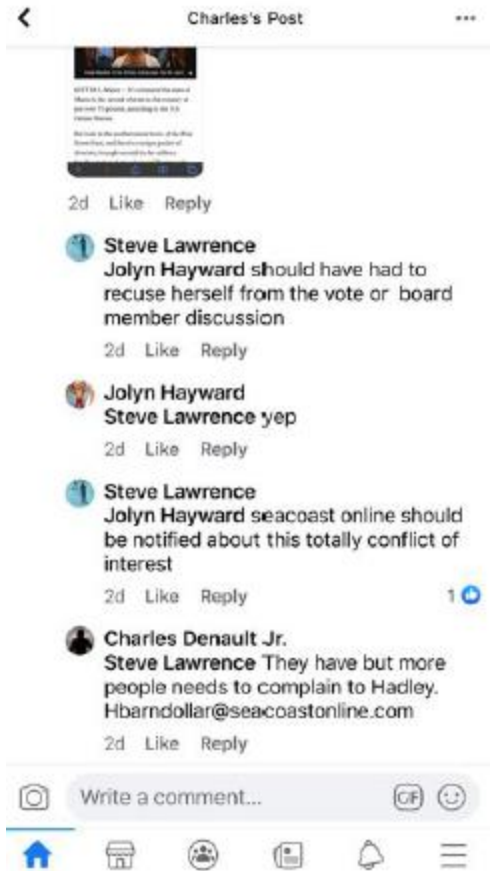 Charles's Post
2d Like Reply
Steve Lawrence
Jolyn Hayward should have had to
recuse herself from the vote or board
member discussion
2d Like Reply
Jolyn Hayward
Steve Lawrence yep
2d Like Reply
Steve Lawrence
Jolyn Hayward seacoast online should
be notified about this totally conflict of
interest
2d Like Reply 1
Charles Denault Jr.
Steve Lawrence They have but more
people needs to complain to Hadley.
Hbarndollar@seacoastonline.com
2d Like Reply
Write a comment...
GIF